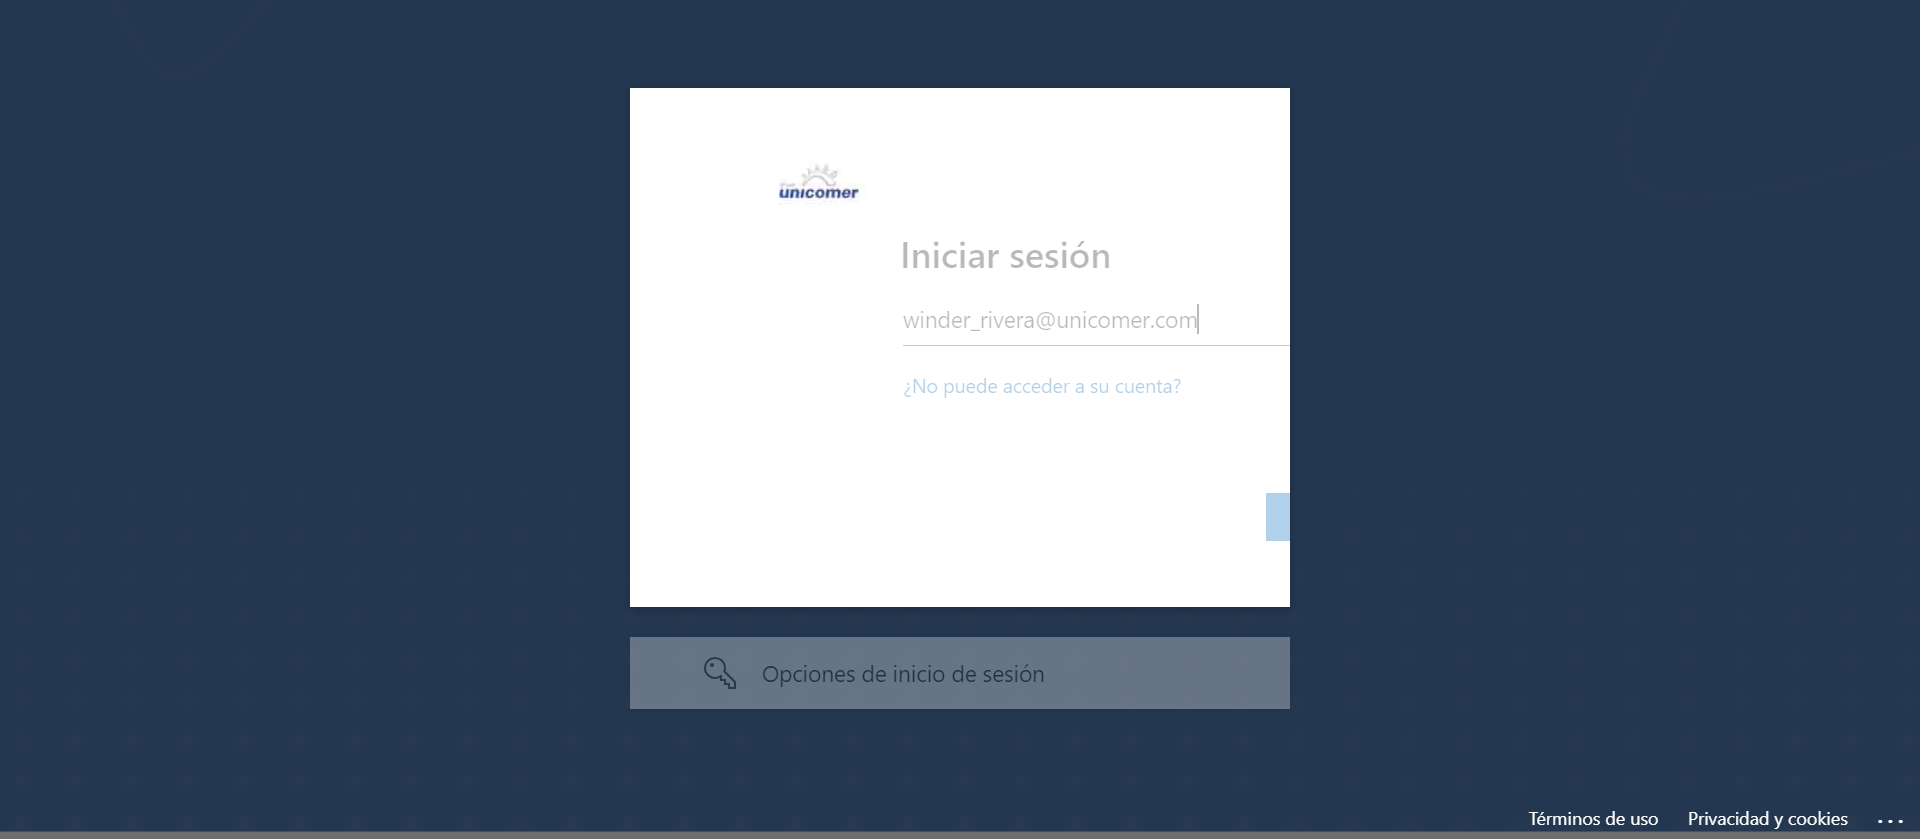 unicomer
Iniciar sesión
winder_rivera@unicomer.com
¿No puede acceder a su cuenta?
Opciones de inicio de sesión
Términos de uso
Privacidad y cookies
...